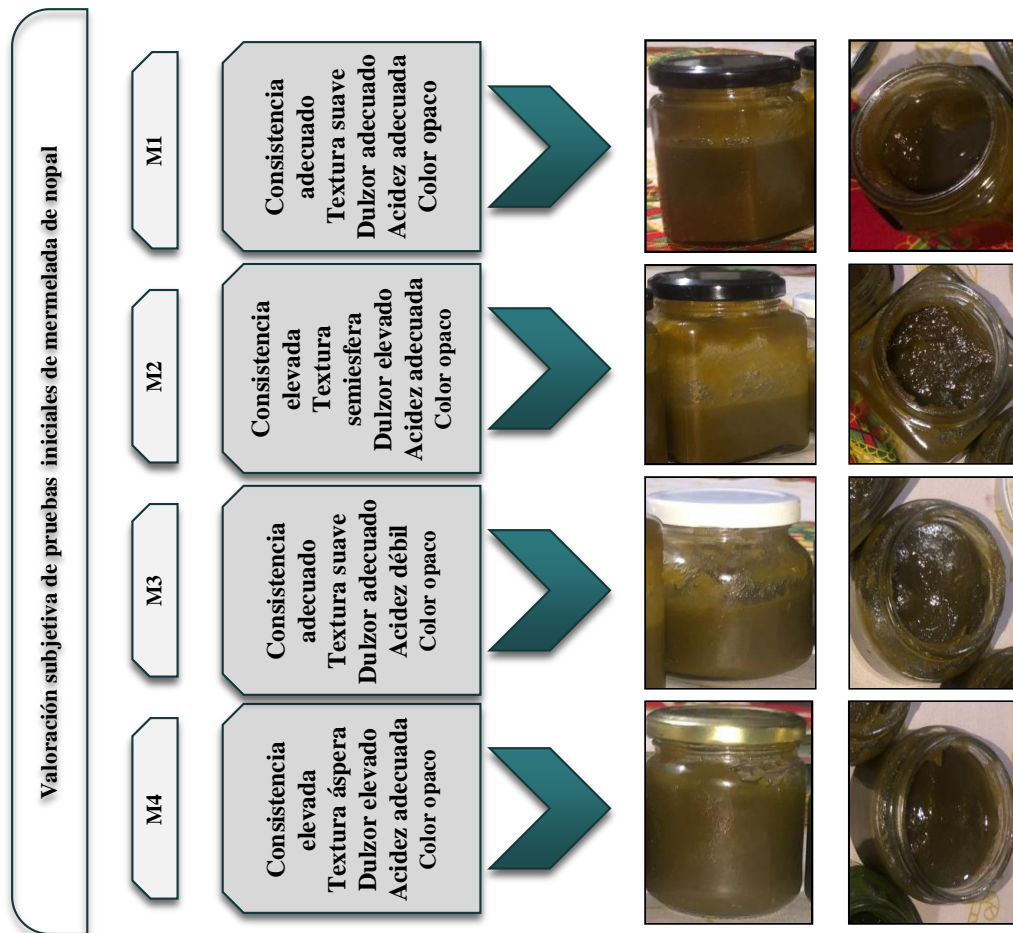 Valoración subjetiva de pruebas iniciales de mermelada de nopal
M1
Consistencia
adecuado
Textura suave
Dulzor adecuado
Acidez adecuada
Color opaco
M2
Consistencia
elevada
Textura
semiesfera
Dulzor elevado
Acidez adecuada
Color opaco
M3
Consistencia
adecuado
Textura suave
Dulzor adecuado
Acidez débil
Color opaco
M4
Consistencia
elevada
Textura áspera
Dulzor elevado
Acidez adecuada
Color opaco